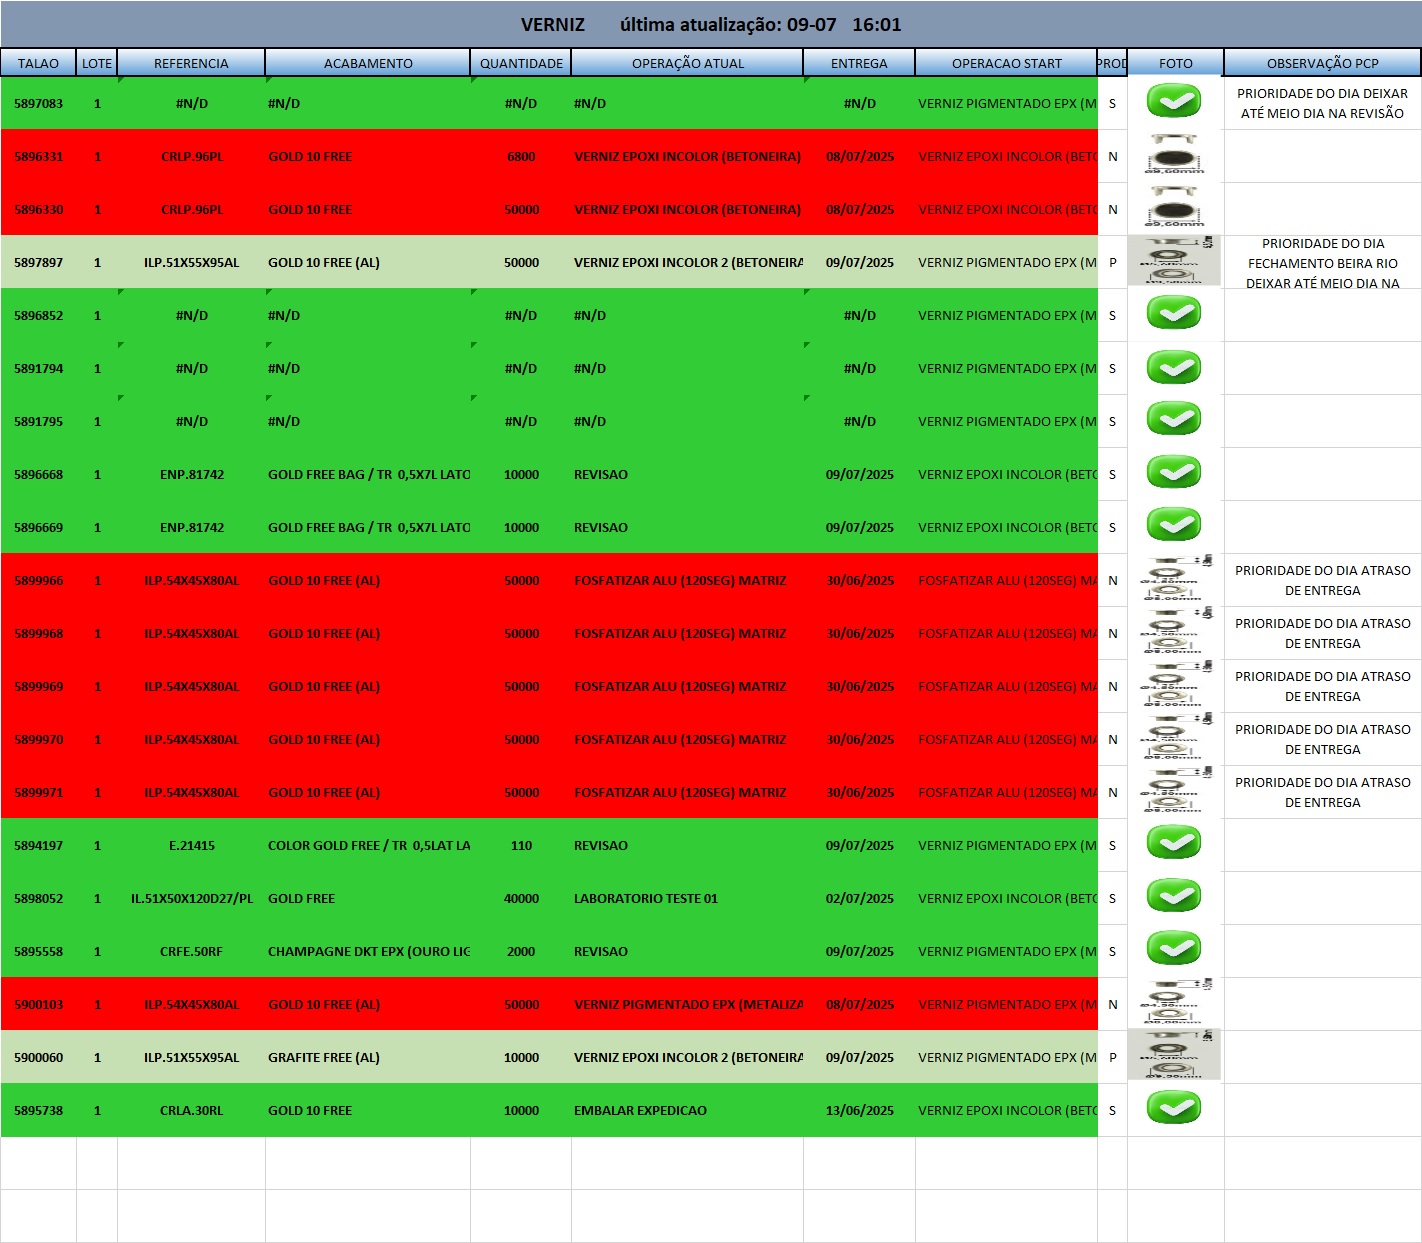 VERNIZ última atualização: 09-07 16:01
TALAO LOTE REFERENCIA ACABAMENTO QUANTIDADE OPERAÇÃO ATUAL ENTREGA OPERACAO START PROD FOTO OBSERVAÇÃO PCP
5897083 1 #N/D #N/D #N/D #N/D #N/D VERNIZ PIGMENTADO EPX (M S PRIORIDADE DO DIA DEIXAR
ATÉ MEIO DIA NA REVISÃO
5896331 1 CRLP.96PL GOLD 10 FREE 6800 VERNIZ EPOXI INCOLOR (BETONEIRA) 08/07/2025 VERNIZ EPOXI INCOLOR (BETO N
ø9,60mm
5896330 1 CRLP.96PL GOLD 10 FREE 50000 VERNIZ EPOXI INCOLOR (BETONEIRA) 08/07/2025 VERNIZ EPOXI INCOLOR (BETO N
ø9,60mm
5897897 1 ILP.51X55X95AL GOLD 10 FREE (AL) 50000 VERNIZ EPOXI INCOLOR 2 (BETONEIRA 09/07/2025 VERNIZ PIGMENTADO EPX (M P PRIORIDADE DO DIA
FECHAMENTO BEIRA RIO
DEIXAR ATÉ MEIO DIA NA
5896852 1 #N/D #N/D #N/D #N/D #N/D VERNIZ PIGMENTADO EPX (M S
5891794 1 #N/D #N/D #N/D #N/D #N/D VERNIZ PIGMENTADO EPX (M S
5891795 1 #N/D #N/D #N/D #N/D #N/D VERNIZ PIGMENTADO EPX (M S
5896668 1 ENP.81742 GOLD FREE BAG / TR 0,5X7L LATO 10000 REVISAO 09/07/2025 VERNIZ EPOXI INCOLOR (BETO S
5896669 1 ENP.81742 GOLD FREE BAG / TR 0,5X7L LATO 10000 REVISAO 09/07/2025 VERNIZ EPOXI INCOLOR (BETO S
5899966 1 ILP.54X45X80AL GOLD 10 FREE (AL) 50000 FOSFATIZAR ALU (120SEG) MATRIZ 30/06/2025 FOSFATIZAR ALU (120SEG) MA N PRIORIDADE DO DIA ATRASO
DE ENTREGA
5899968 1 ILP.54X45X80AL GOLD 10 FREE (AL) 50000 FOSFATIZAR ALU (120SEG) MATRIZ 30/06/2025 FOSFATIZAR ALU (120SEG) MA N PRIORIDADE DO DIA ATRASO
DE ENTREGA
5899969 1 ILP.54X45X80AL GOLD 10 FREE (AL) 50000 FOSFATIZAR ALU (120SEG) MATRIZ 30/06/2025 FOSFATIZAR ALU (120SEG) MA N PRIORIDADE DO DIA ATRASO
DE ENTREGA
5899970 1 ILP.54X45X80AL GOLD 10 FREE (AL) 50000 FOSFATIZAR ALU (120SEG) MATRIZ 30/06/2025 FOSFATIZAR ALU (120SEG) MA N PRIORIDADE DO DIA ATRASO
DE ENTREGA
5899971 1 ILP.54X45X80AL GOLD 10 FREE (AL) 50000 FOSFATIZAR ALU (120SEG) MATRIZ 30/06/2025 FOSFATIZAR ALU (120SEG) MA N PRIORIDADE DO DIA ATRASO
DE ENTREGA
5894197 1 E.21415 COLOR GOLD FREE / TR 0,5LAT LA 110 REVISAO 09/07/2025 VERNIZ PIGMENTADO EPX (M S
5898052 1 IL.51X50X120D27/PL GOLD FREE 40000 LABORATORIO TESTE 01 02/07/2025 VERNIZ EPOXI INCOLOR (BETO S
5895558 1 CRFE.50RF CHAMPAGNE DKT EPX (OURO LIG 2000 REVISAO 09/07/2025 VERNIZ PIGMENTADO EPX (M S
5900103 1 ILP.54X45X80AL GOLD 10 FREE (AL) 50000 VERNIZ PIGMENTADO EPX (METALIZA 08/07/2025 VERNIZ PIGMENTADO EPX (M N
5900060 1 ILP.51X55X95AL GRAFITE FREE (AL) 10000 VERNIZ EPOXI INCOLOR 2 (BETONEIRA 09/07/2025 VERNIZ PIGMENTADO EPX (M P
5895738 1 CRLA.30RL GOLD 10 FREE 10000 EMBALAR EXPEDICAO 13/06/2025 VERNIZ EPOXI INCOLOR (BETO S